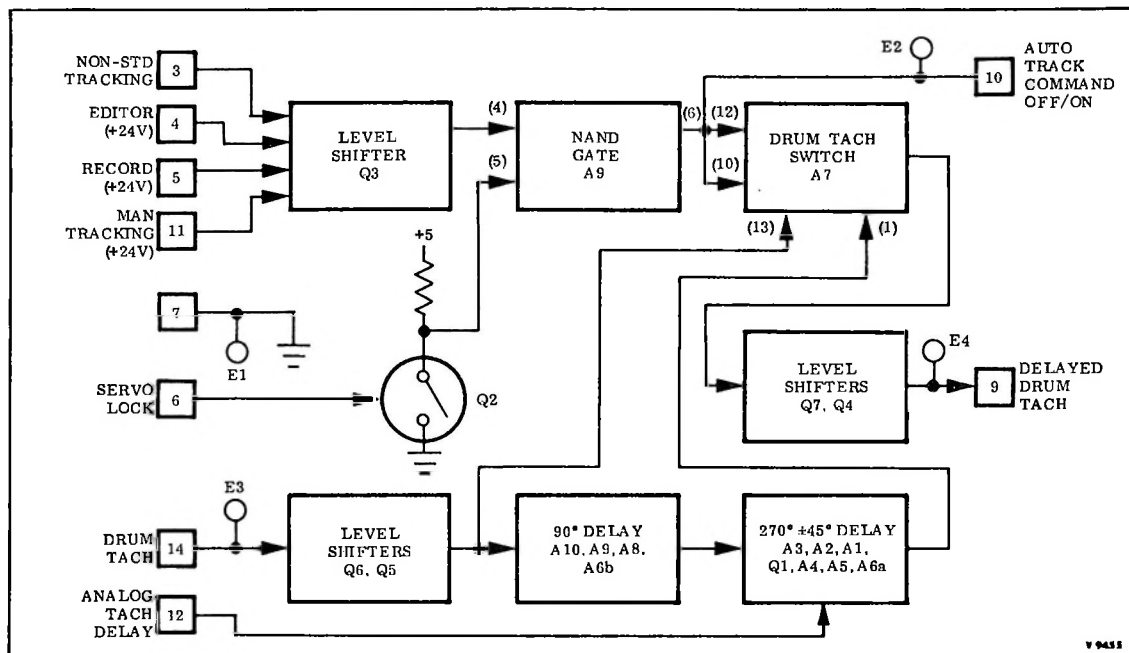 NON-STD
TRACKING
3
EDITOR
(+24V)
4
RECORD
(+24V)
5
MAN
TRACKING
(+24V)
11
LEVEL
SHIFTER
Q3
(4)
(5)
NAND
GATE
A9
(6)
(12)
(10)
DRUM TACH
SWITCH
A7
(13)
(1)
E2
10
AUTO
TRACK
COMMAND
OFF/ON
+5
7
E1
SERVO
LOCK
6
Q2
LEVEL
SHIFTERS
Q7, Q4
E4
9
DELAYED
DRUM
TACH
E3
DRUM
TACH
14
LEVEL
SHIFTERS
Q6, Q5
90° DELAY
A10, A9, A8,
A6b
270° ±45° DELAY
A3, A2, A1,
Q1, A4, A5, A6a
ANALOG
TACH
DELAY
12
V 9455